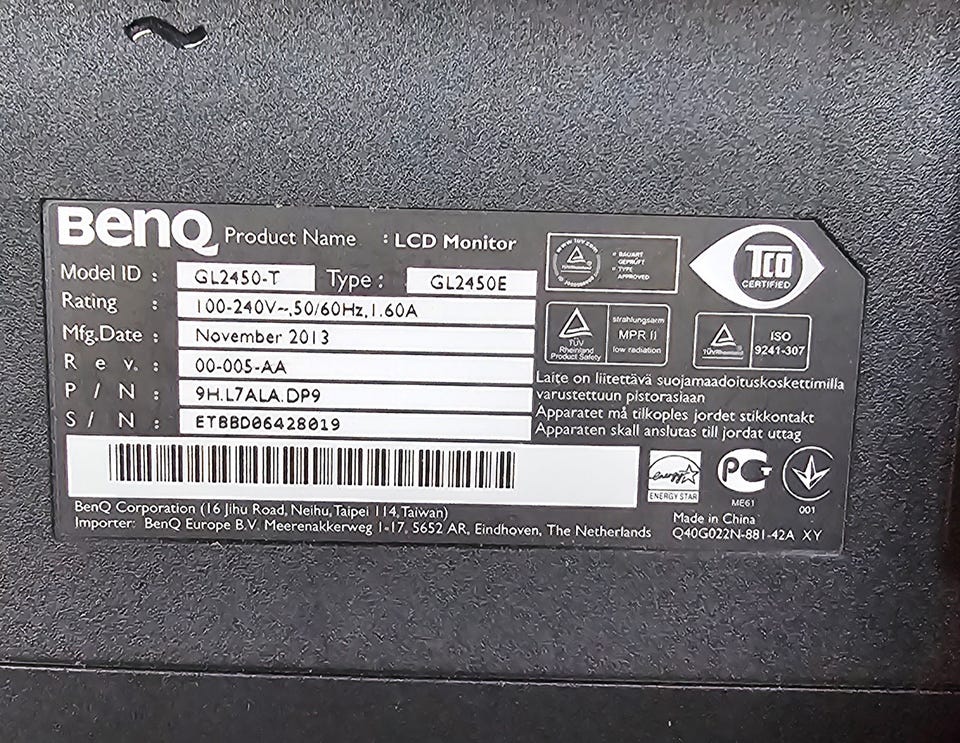 BenQ Product Name : LCD Monitor
Model ID : GL2450-T Type : GL2450E
Rating : 100-240V~,50/60Hz,1.60A
Mfg.Date : November 2013
Rev. : 00-005-AA
P/N : 9H.L7ALA.DP9
S/N : ETBBD06428019
www.tuv.com
BAUART
GEPRÜFT
TYPE
APPROVED
TCO
CERTIFIED
TÜV
Rheinland
Product Safety
strahlungsarm
MPR II
low radiation
TÜVRheinland
ISO
9241-307
Laite on liitettävä suojamaadoituskoskettimilla
varustettuun pistorasiaan
Apparatet må tilkoples jordet stikkontakt
Apparaten skall anslutas till jordat uttag
energy
ENERGY STAR
ME61
001
BenQ Corporation (16 Jihu Road, Neihu, Taipei 114, Taiwan)
Importer: BenQ Europe B.V. Meerenakkerweg 1-17, 5652 AR, Eindhoven, The Netherlands
Made in China
Q40G022N-881-42A XY